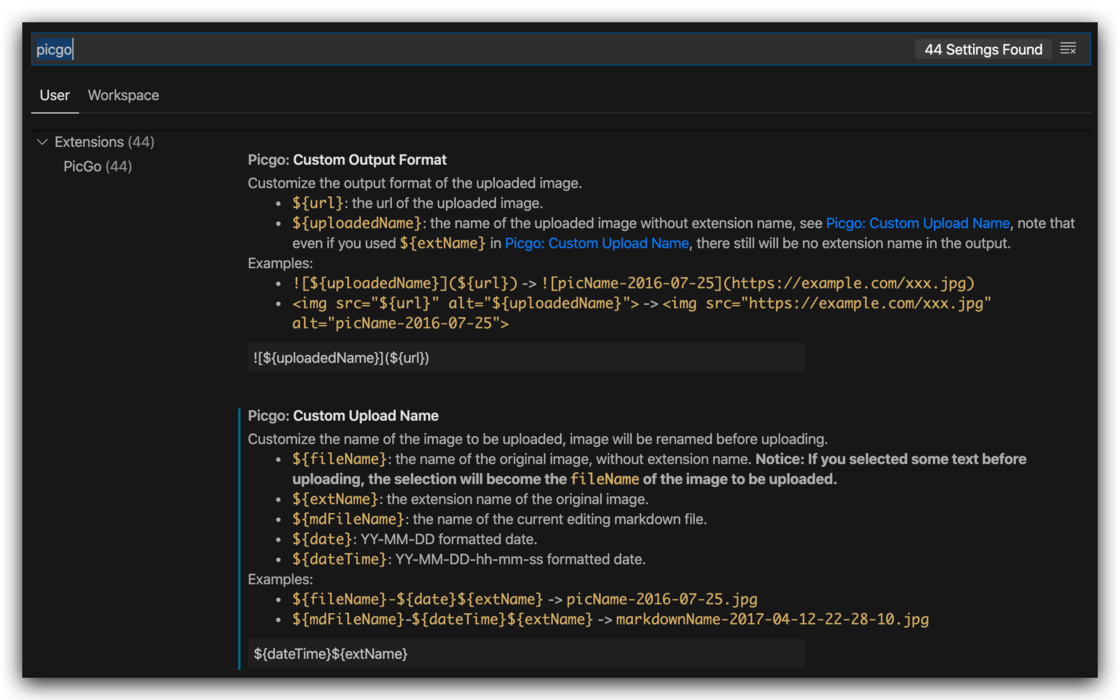 picgo
44 Settings Found
User Workspace
Extensions (44)
PicGo (44)
Picgo: Custom Output Format
Customize the output format of the uploaded image.
• ${url}: the url of the uploaded image.
• ${uploadedName}: the name of the uploaded image without extension name, see Picgo: Custom Upload Name, note that
even if you used ${extName} in Picgo: Custom Upload Name, there still will be no extension name in the output.
Examples:
• ![${uploadedName}](${url}) -> ![picName-2016-07-25](https://example.com/xxx.jpg)
• <img src="${url}" alt="${uploadedName}"> -> <img src="https://example.com/xxx.jpg"
alt="picName-2016-07-25">
![${uploadedName}](${url})
Picgo: Custom Upload Name
Customize the name of the image to be uploaded, image will be renamed before uploading.
• ${fileName}: the name of the original image, without extension name. Notice: If you selected some text before
uploading, the selection will become the fileName of the image to be uploaded.
• ${extName}: the extension name of the original image.
• ${mdFileName}: the name of the current editing markdown file.
• ${date}: YY-MM-DD formatted date.
• ${dateTime}: YY-MM-DD-hh-mm-ss formatted date.
Examples:
• ${fileName}-${date}${extName} -> picName-2016-07-25.jpg
• ${mdFileName}-${dateTime}${extName} -> markdownName-2017-04-12-22-28-10.jpg
${dateTime}${extName}